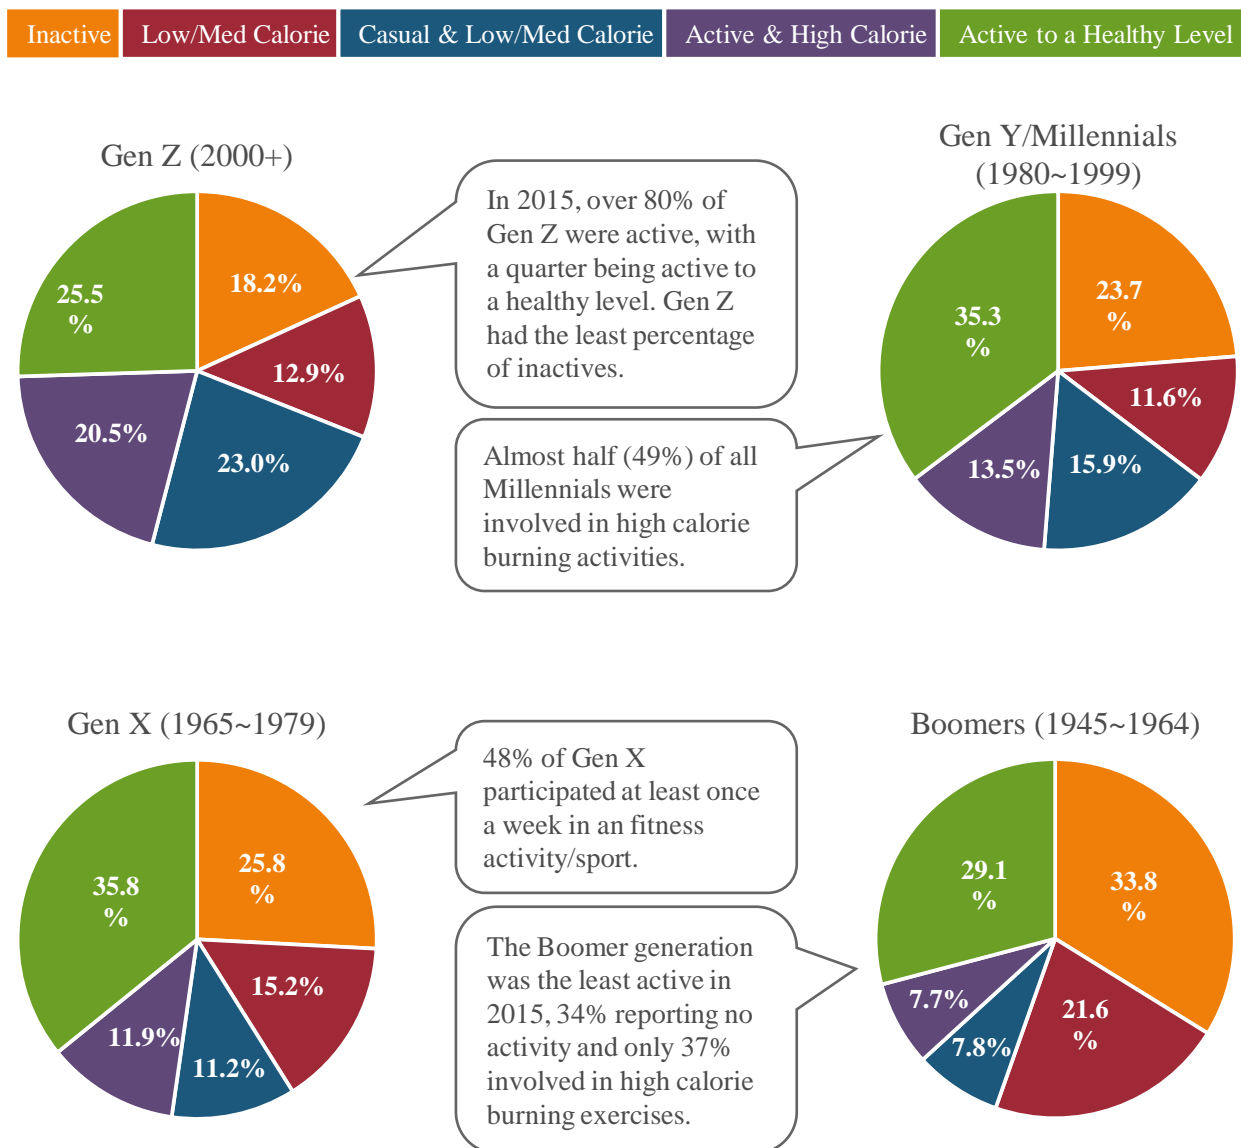 Inactive
Low/Med Calorie
Casual & Low/Med Calorie
Active & High Calorie
Active to a Healthy Level
Gen Z (2000+)
18.2%
12.9%
23.0%
20.5%
25.5
%
In 2015, over 80% of
Gen Z were active, with
a quarter being active to
a healthy level. Gen Z
had the least percentage
of inactives.
Gen Y/Millennials
(1980~1999)
23.7
%
11.6%
15.9%
13.5%
35.3
%
Almost half (49%) of all
Millennials were
involved in high calorie
burning activities.
Gen X (1965~1979)
25.8
%
15.2%
11.2%
11.9%
35.8
%
48% of Gen X
participated at least once
a week in an fitness
activity/sport.
Boomers (1945~1964)
33.8
%
21.6
%
7.8%
7.7%
29.1
%
The Boomer generation
was the least active in
2015, 34% reporting no
activity and only 37%
involved in high calorie
burning exercises.